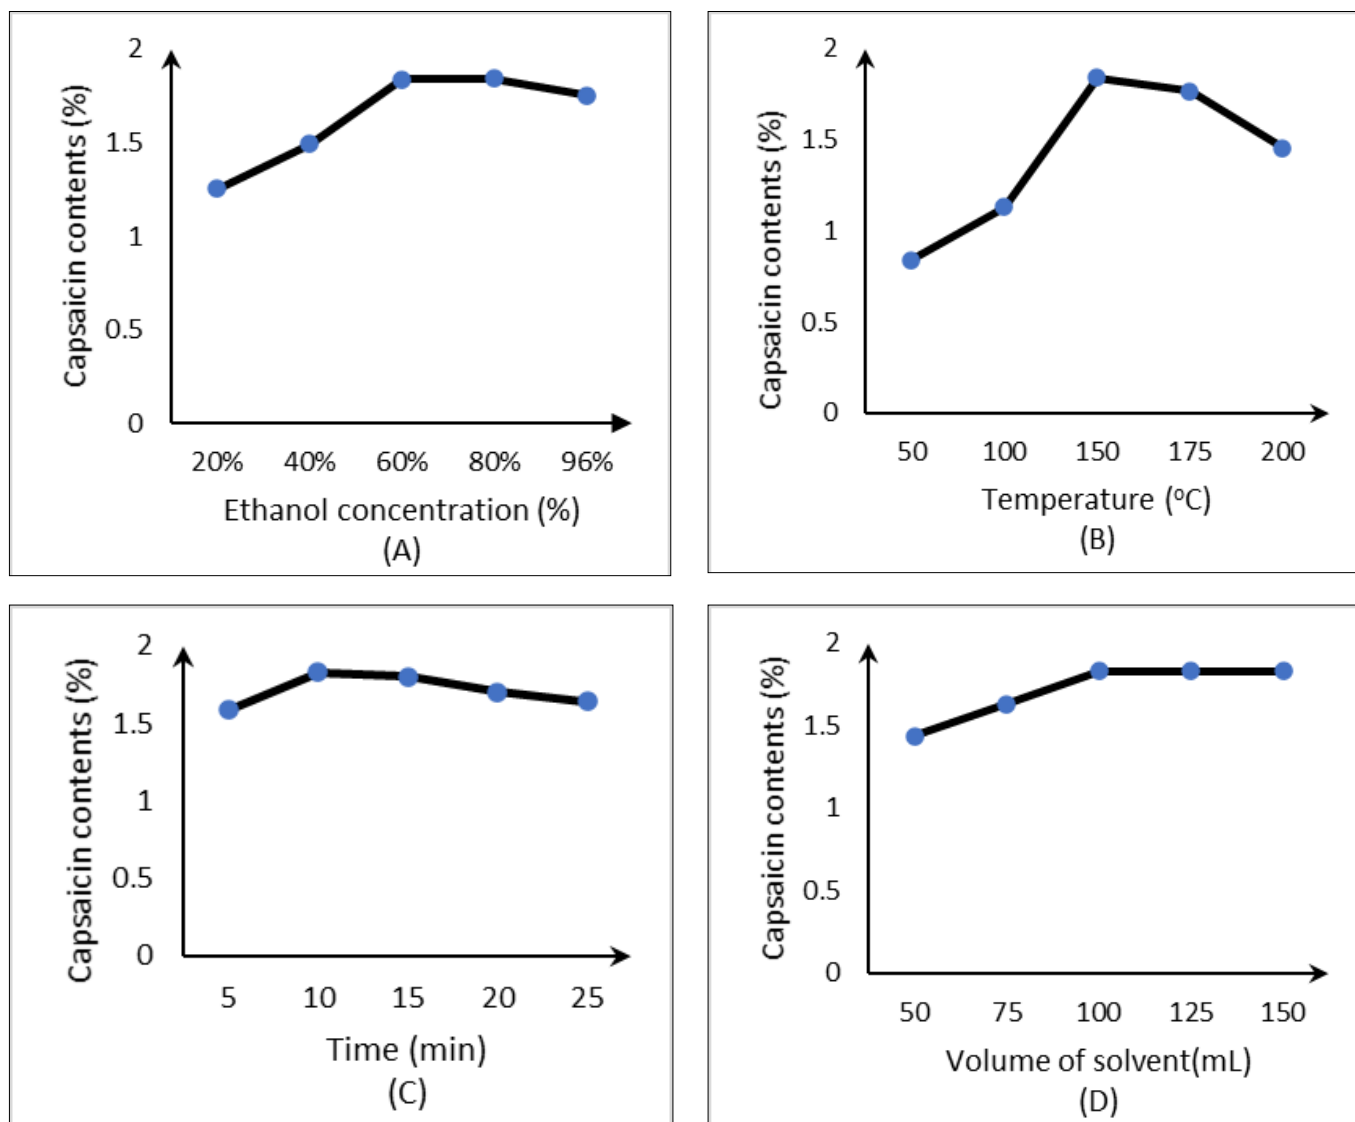 2
1.5
1
0.5
0
Capsaicin contents (%)
20% 40% 60% 80% 96%
Ethanol concentration (%)
(A)
2
1.5
1
0.5
0
Capsaicin contents (%)
50 100 150 175 200
Temperature (ºC)
(B)
2
1.5
1
0.5
0
Capsaicin contents (%)
5 10 15 20 25
Time (min)
(C)
2
1.5
1
0.5
0
Capsaicin contents (%)
50 75 100 125 150
Volume of solvent(mL)
(D)